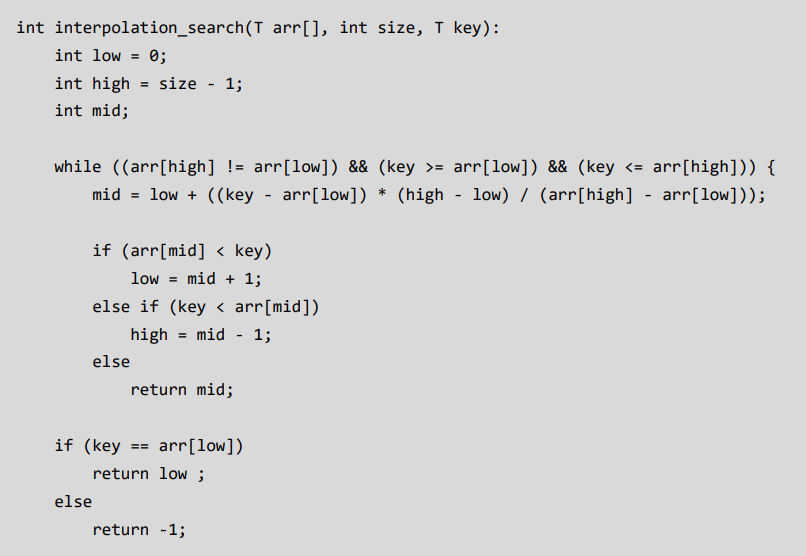 int interpolation_search(T arr[], int size, T key):
    int low = 0;
    int high = size - 1;
    int mid;

    while ((arr[high] != arr[low]) && (key >= arr[low]) && (key <= arr[high])) {
        mid = low + ((key - arr[low]) * (high - low) / (arr[high] - arr[low]));

        if (arr[mid] < key)
            low = mid + 1;
        else if (key < arr[mid])
            high = mid - 1;
        else
            return mid;

    if (key == arr[low])
        return low ;
    else
        return -1;